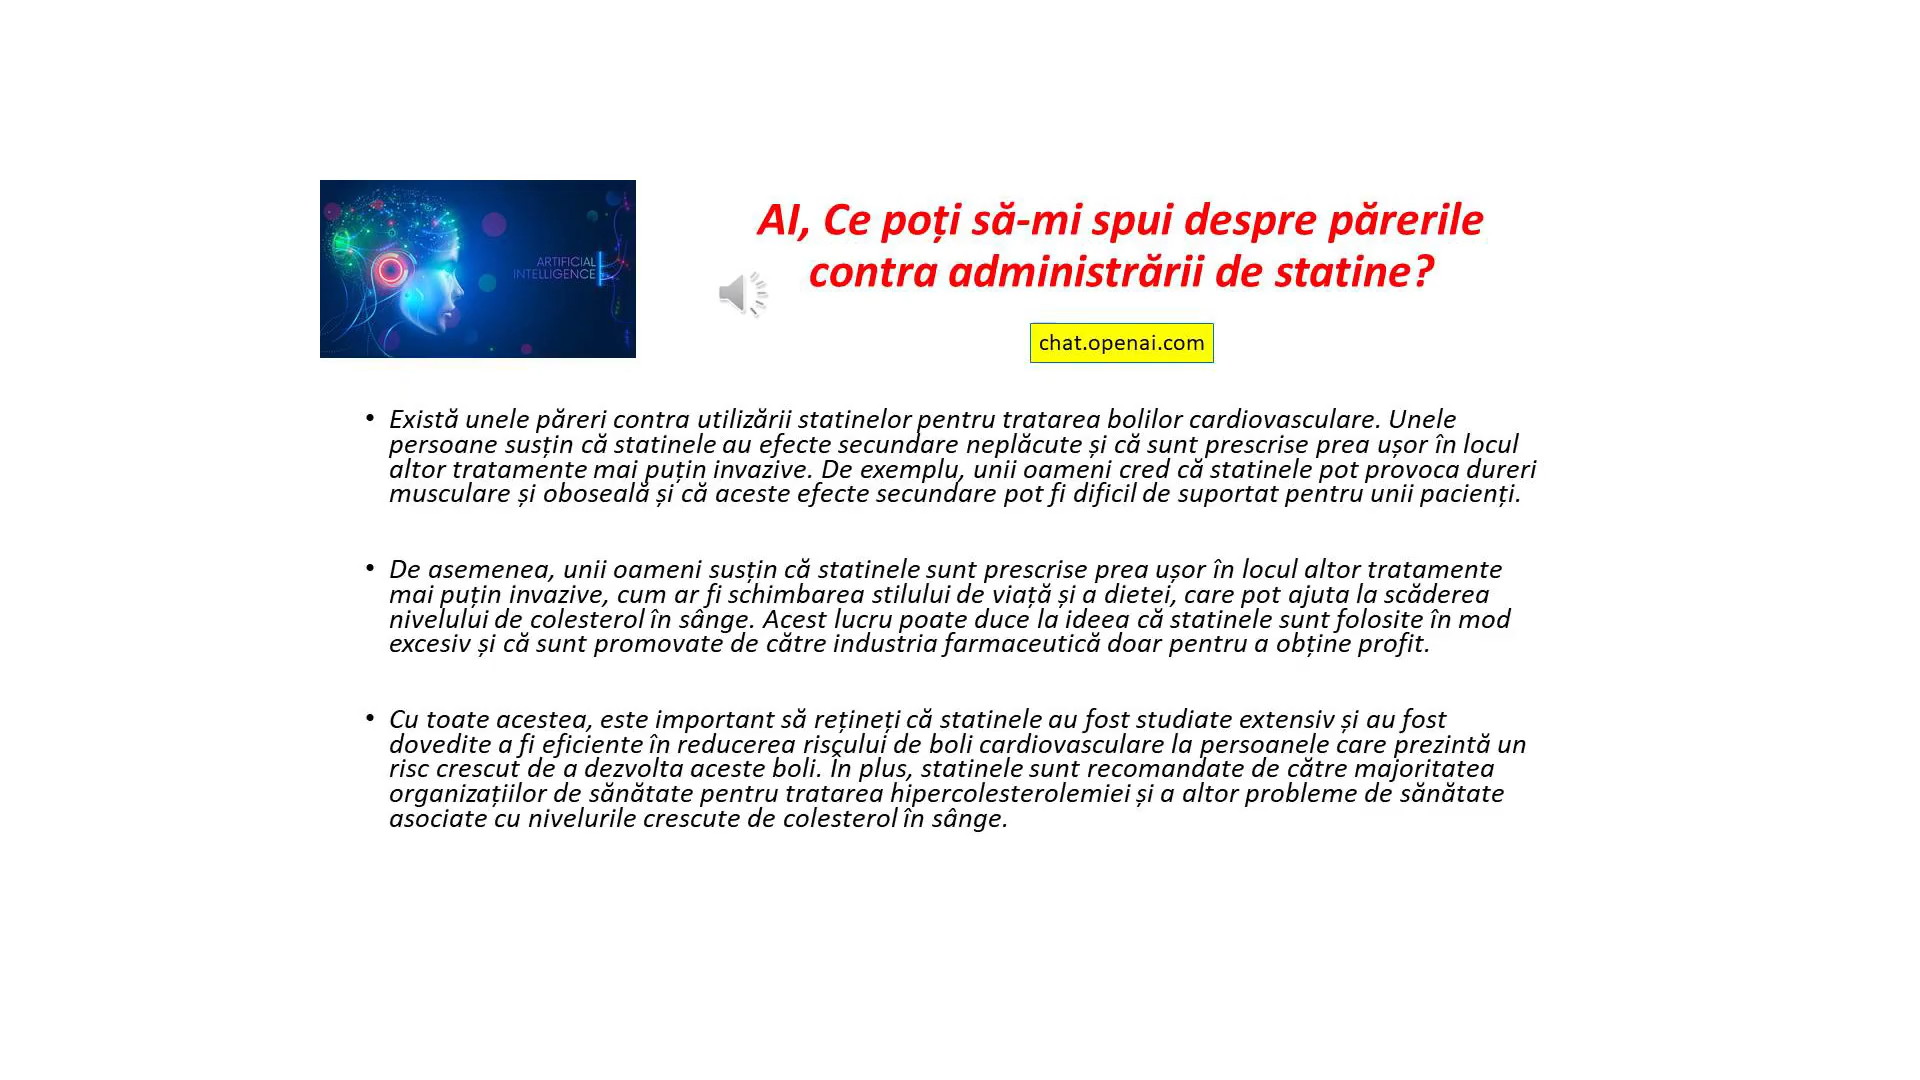 ARTIFICIAL
INTELLIGENCE
AI, Ce poți să-mi spui despre părerile
contra administrării de statine?
chat.openai.com
• Există unele păreri contra utilizării statinelor pentru tratarea bolilor cardiovasculare. Unele
persoane susțin că statinele au efecte secundare neplăcute și că sunt prescrise prea ușor în locul
altor tratamente mai puțin invazive. De exemplu, unii oameni cred că statinele pot provoca dureri
musculare și oboseală și că aceste efecte secundare pot fi dificil de suportat pentru unii pacienți.
• De asemenea, unii oameni susțin că statinele sunt prescrise prea ușor în locul altor tratamente
mai puțin invazive, cum ar fi schimbarea stilului de viață și a dietei, care pot ajuta la scăderea
nivelului de colesterol în sânge. Acest lucru poate duce la ideea că statinele sunt folosite în mod
excesiv și că sunt promovate de către industria farmaceutică doar pentru a obține profit.
• Cu toate acestea, este important să rețineți că statinele au fost studiate extensiv și au fost
dovedite a fi eficiente în reducerea riscului de boli cardiovasculare la persoanele care prezintă un
risc crescut de a dezvolta aceste boli. În plus, statinele sunt recomandate de către majoritatea
organizațiilor de sănătate pentru tratarea hipercolesterolemiei și a altor probleme de sănătate
asociate cu nivelurile crescute de colesterol în sânge.